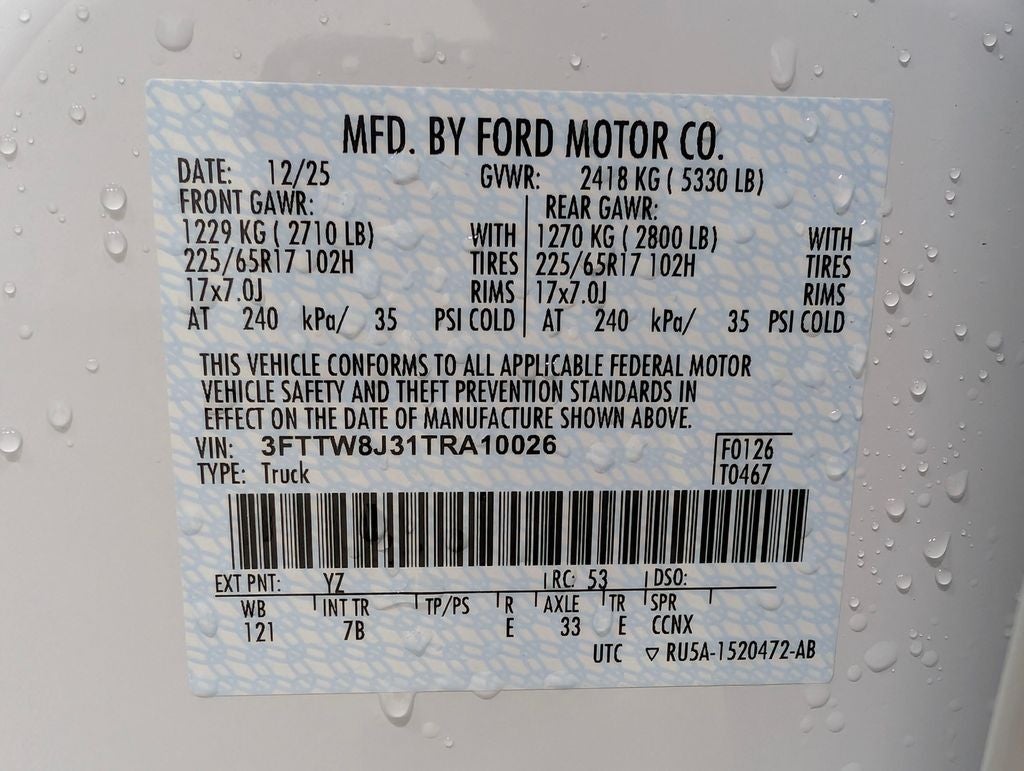 MFD. BY FORD MOTOR CO.
DATE: 12/25 GVWR: 2418 KG ( 5330 LB)
FRONT GAWR: REAR GAWR:
1229 KG ( 2710 LB) WITH 1270 KG ( 2800 LB) WITH
225/65R17 102H TIRES 225/65R17 102H TIRES
17x7.0J RIMS 17x7.0J RIMS
AT 240 kPa/ 35 PSI COLD AT 240 kPa/ 35 PSI COLD
THIS VEHICLE CONFORMS TO ALL APPLICABLE FEDERAL MOTOR
VEHICLE SAFETY AND THEFT PREVENTION STANDARDS IN
EFFECT ON THE DATE OF MANUFACTURE SHOWN ABOVE.
VIN: 3FTTW8J31TRA10026 F0126
TYPE: Truck T0467
EXT PNT: YZ RC: 53 DSO:
WB INT TR TP/PS R AXLE TR SPR
121 7B E 33 E CCNX
UTC ▽ RU5A-1520472-AB